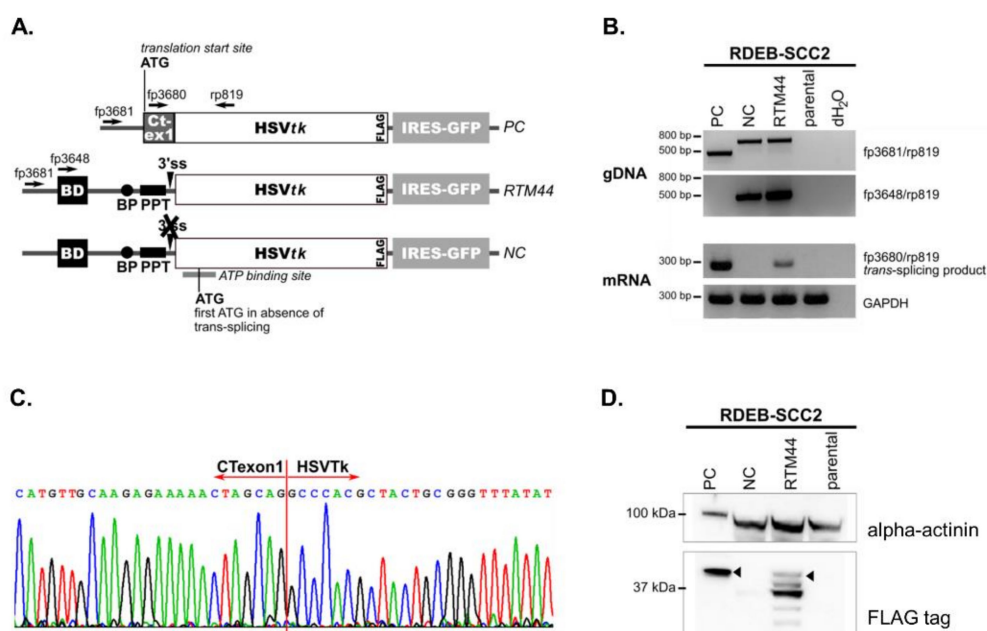 A.
translation start site
ATG
fp3681 fp3680 rp819
Ct-
ex1 HSVtk FLAG IRES-GFP PC
fp3681 fp3648 3'ss
BD BP PPT HSVtk FLAG IRES-GFP RTM44
3'ss
BD BP PPT HSVtk FLAG IRES-GFP NC
ATP binding site
ATG
first ATG in absence of
trans-splicing
B.
RDEB-SCC2
PC NC RTM44 parental dH2O
gDNA
800 bp
500 bp
fp3681/rp819
800 bp
500 bp
fp3648/rp819
mRNA
300 bp
fp3680/rp819
trans-splicing product
300 bp
GAPDH
C.
CTexon1 HSVTk
CATGTTGCAAGAGAAAAACTAGCAGGCCCACGCTACTGCGGGTTTATAT
D.
RDEB-SCC2
PC NC RTM44 parental
100 kDa
alpha-actinin
37 kDa
FLAG tag